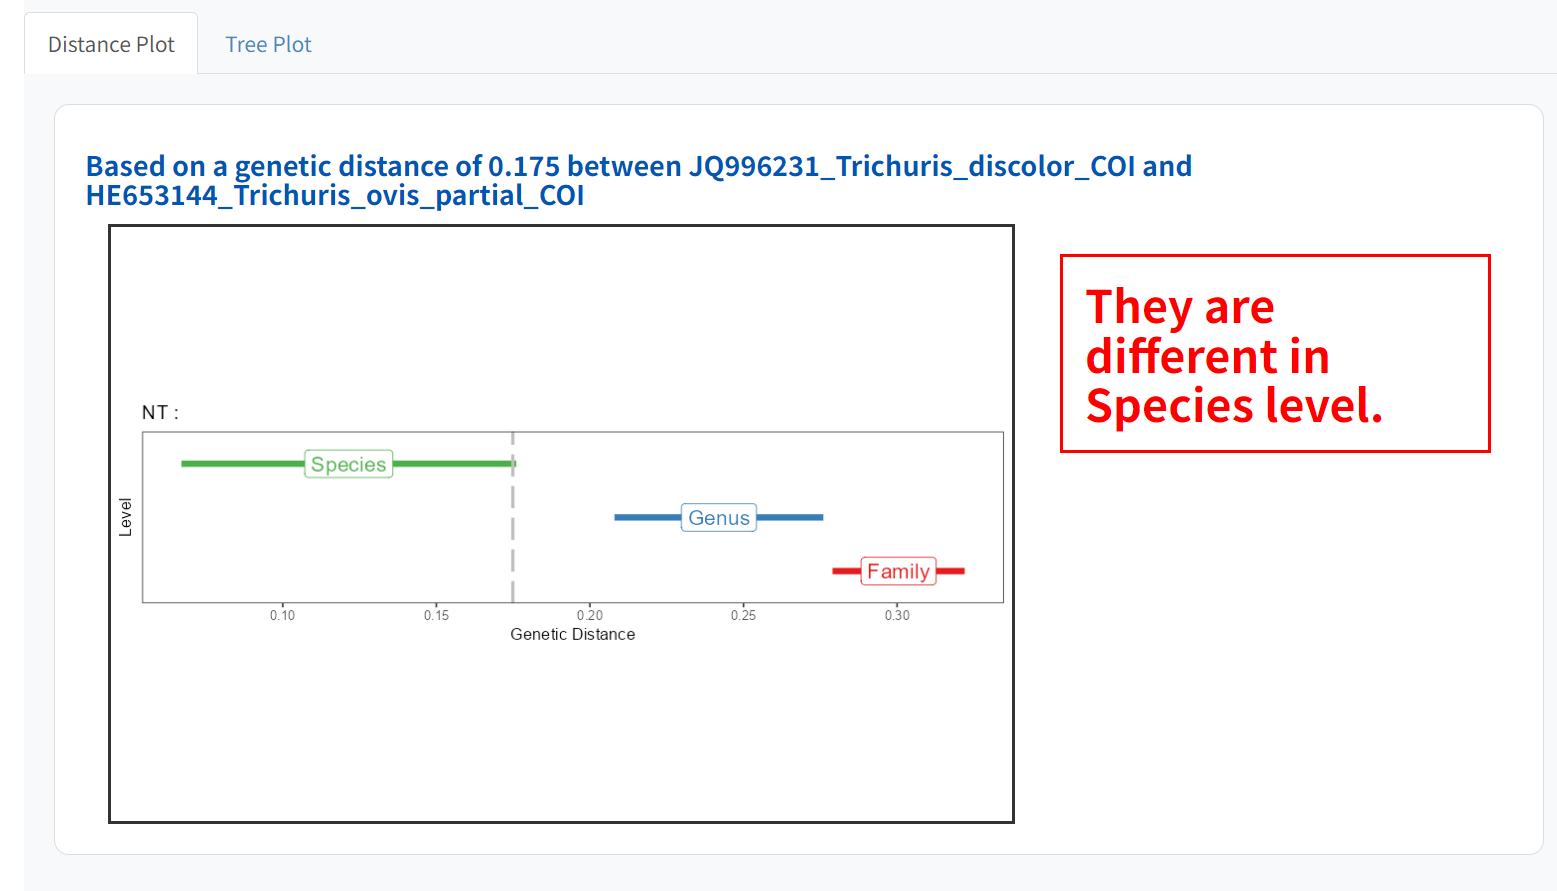 Distance Plot
Tree Plot
Based on a genetic distance of 0.175 between JQ996231_Trichuris_discolor_COI and
HE653144_Trichuris_ovis_partial_COI
They are
different in
Species level.
NT :
Species
Genus
Family
Level
0.10 0.15 0.20 0.25 0.30
Genetic Distance